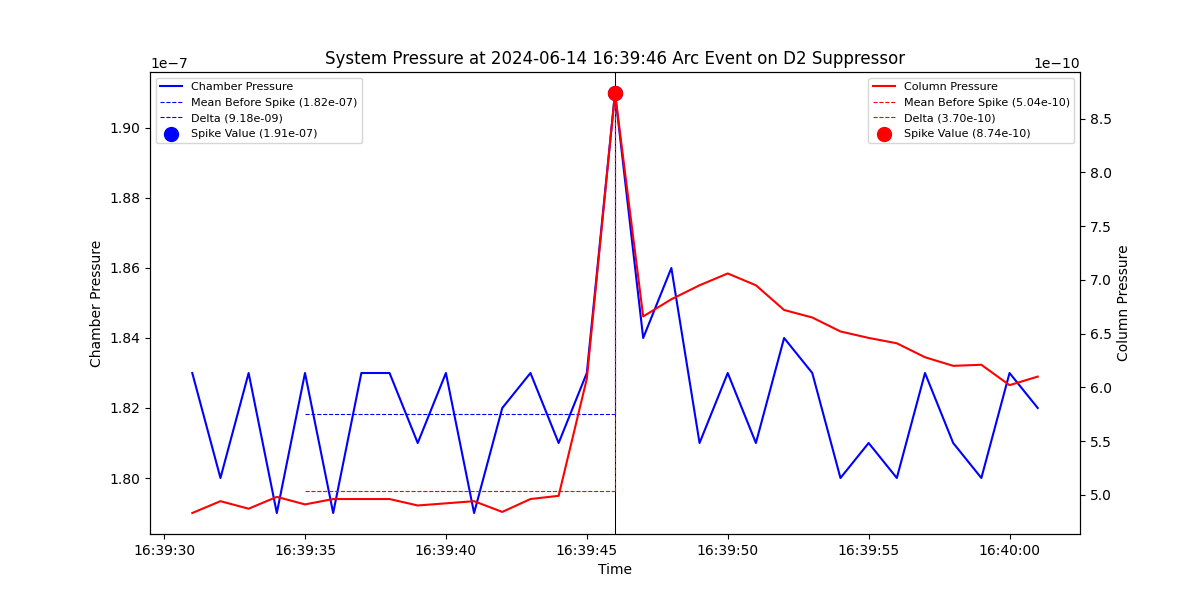 System Pressure at 2024-06-14 16:39:46 Arc Event on D2 Suppressor
1e−7
1e−10
Chamber Pressure
Mean Before Spike (1.82e-07)
Delta (9.18e-09)
Spike Value (1.91e-07)
Column Pressure
Mean Before Spike (5.04e-10)
Delta (3.70e-10)
Spike Value (8.74e-10)
1.90
1.88
1.86
1.84
1.82
1.80
Chamber Pressure
8.5
8.0
7.5
7.0
6.5
6.0
5.5
5.0
Column Pressure
16:39:30
16:39:35
16:39:40
16:39:45
16:39:50
16:39:55
16:40:00
Time